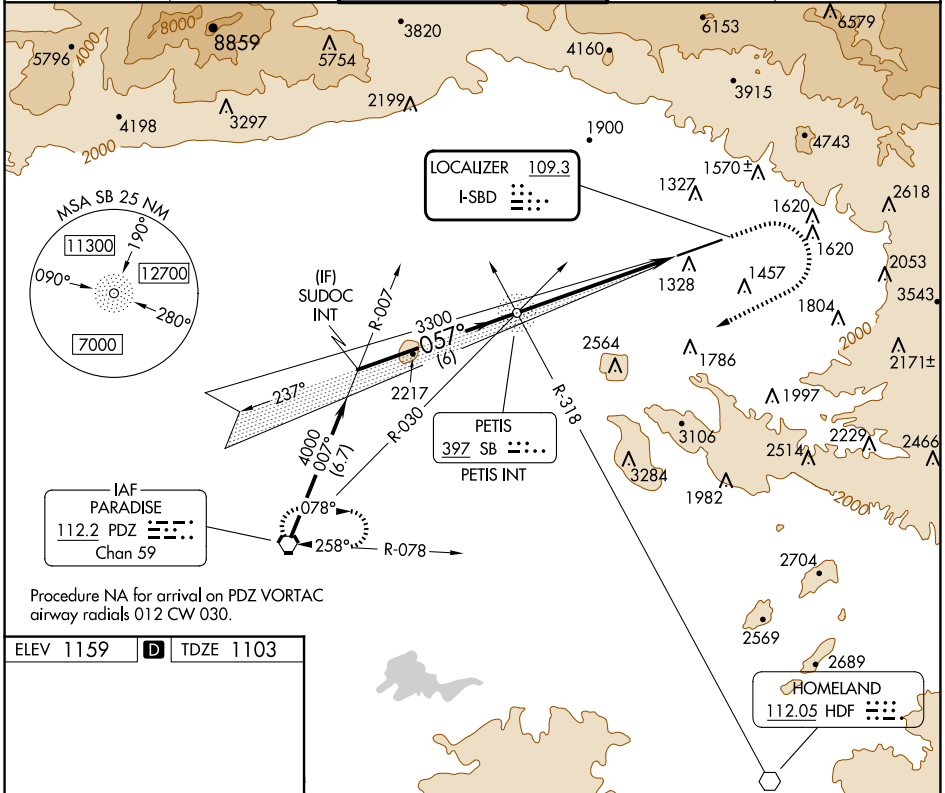 8000
8859
5796
4000
5754
3820
4160
6153
6579
3915
2199
3297
4198
2000
1900
4743
LOCALIZER 109.3
I-SBD
1570±
1327
2618
1620
1620
MSA SB 25 NM
11300
190°
12700
090°
280°
7000
(IF)
SUDOC
INT
R-007
3300
057°
(6)
1328
1457
2053
3543
1804
2000
2217
237°
R-030
2564
1786
2171±
R-318
1997
PETIS
397 SB
PETIS INT
3106
3284
2514
2229
2466
1982
2000
4000
007°
(6.7)
IAF
PARADISE
112.2 PDZ
Chan 59
078°
258°
R-078
2704
Procedure NA for arrival on PDZ VORTAC
airway radials 012 CW 030.
2569
2689
ELEV 1159 D TDZE 1103
HOMELAND
112.05 HDF